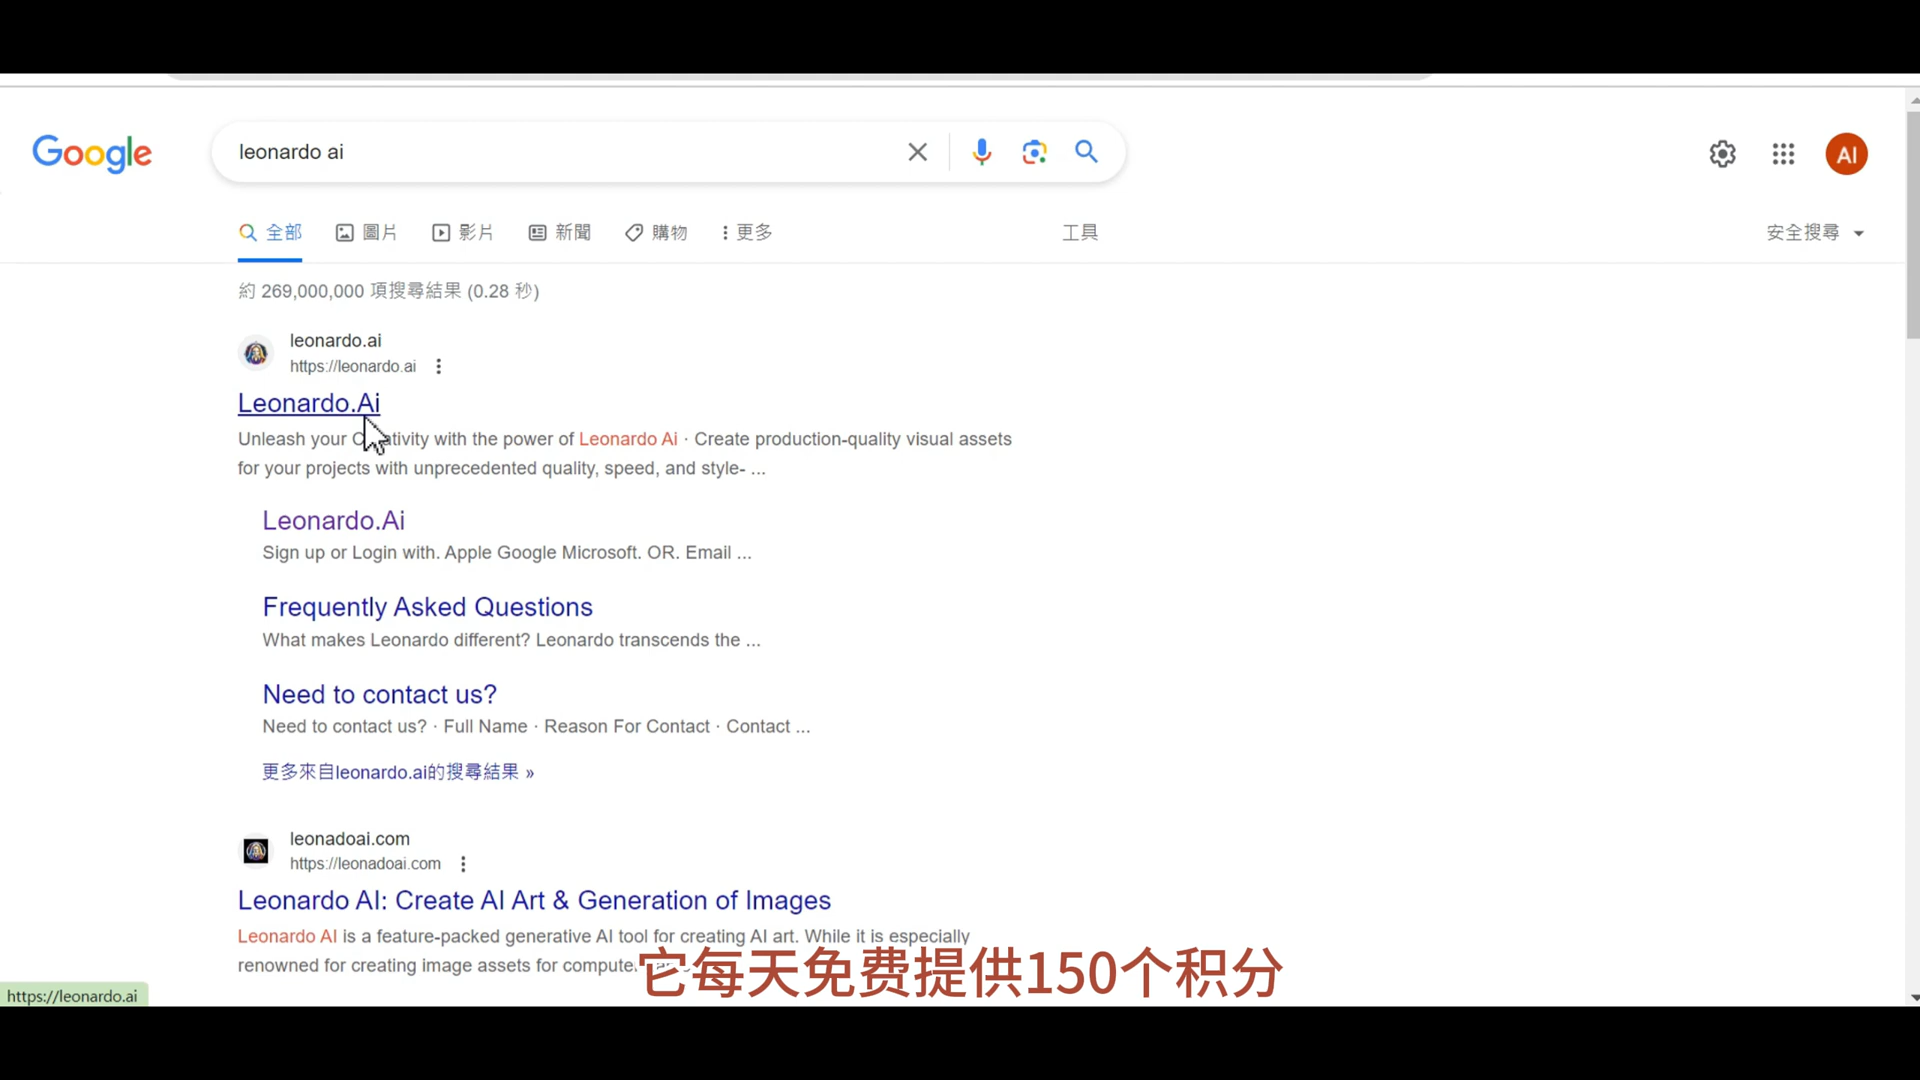 Google
leonardo ai
AI
全部 圖片 影片 新聞 購物 更多 工具 安全搜尋
約 269,000,000 項搜尋結果 (0.28 秒)
leonardo.ai
https://leonardo.ai
Leonardo.Ai
Unleash your Creativity with the power of Leonardo Ai · Create production-quality visual assets
for your projects with unprecedented quality, speed, and style- ...
Leonardo.Ai
Sign up or Login with. Apple Google Microsoft. OR. Email ...
Frequently Asked Questions
What makes Leonardo different? Leonardo transcends the ...
Need to contact us?
Need to contact us? · Full Name · Reason For Contact · Contact ...
更多來自leonardo.ai的搜尋結果 »
leonadoai.com
https://leonadoai.com
Leonardo AI: Create AI Art & Generation of Images
Leonardo AI is a feature-packed generative AI tool for creating AI art. While it is especially
renowned for creating image assets for
它每天免费提供150个积分
https://leonardo.ai